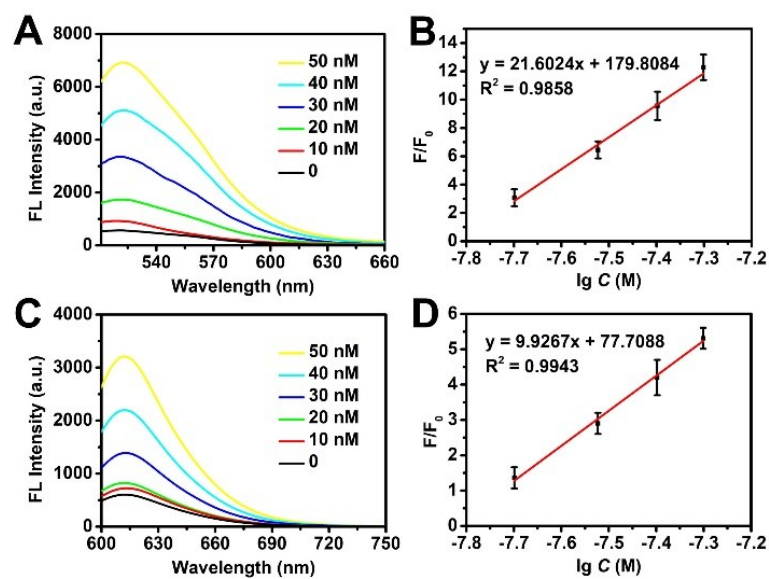 A
8000
6000
4000
2000
0
FL Intensity (a.u.)
50 nM
40 nM
30 nM
20 nM
10 nM
0
540 570 600 630 660
Wavelength (nm)
B
14
12
10
8
6
4
2
0
F/F0
y = 21.6024x + 179.8084
R² = 0.9858
-7.8 -7.7 -7.6 -7.5 -7.4 -7.3 -7.2
lg C (M)
C
4000
3000
2000
1000
0
FL Intensity (a.u.)
50 nM
40 nM
30 nM
20 nM
10 nM
0
600 630 660 690 720 750
Wavelength (nm)
D
6
5
4
3
2
1
0
F/F0
y = 9.9267x + 77.7088
R² = 0.9943
-7.8 -7.7 -7.6 -7.5 -7.4 -7.3 -7.2
lg C (M)